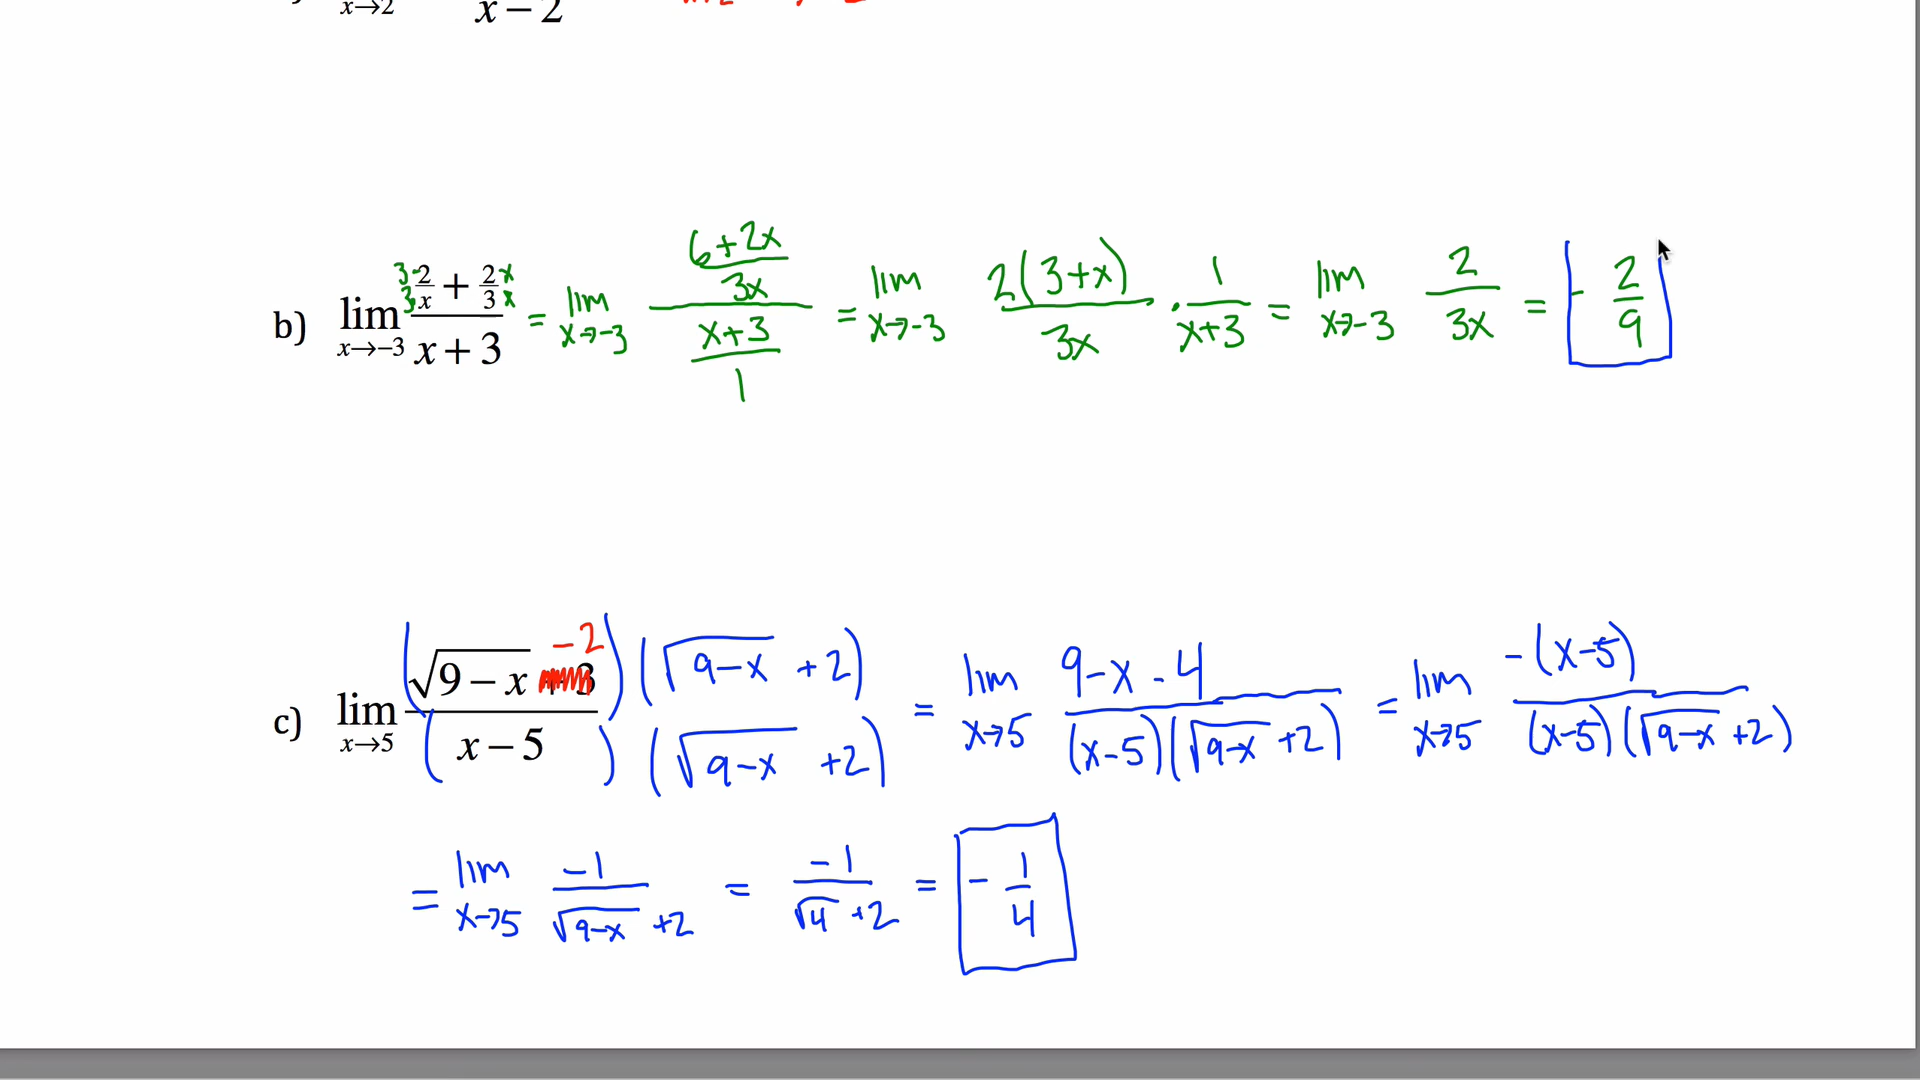 x→2 x − 2
b) lim x→−3 (3·2/3x + 2x/3x)/(x + 3) = lim x→−3 ((6+2x)/3x)/((x+3)/1) = lim x→−3 2(3+x)/3x · 1/(x+3) = lim x→−3 2/3x = − 2/9
c) lim x→5 (√(9 − x) − 2)/(x − 5) (√(9−x) + 2)/(√(9−x) + 2) = lim x→5 (9−x − 4)/((x−5)(√(9−x) + 2)) = lim x→5 −(x−5)/((x−5)(√(9−x) + 2))
= lim x→5 −1/(√(9−x) + 2) = −1/(√4 + 2) = − 1/4